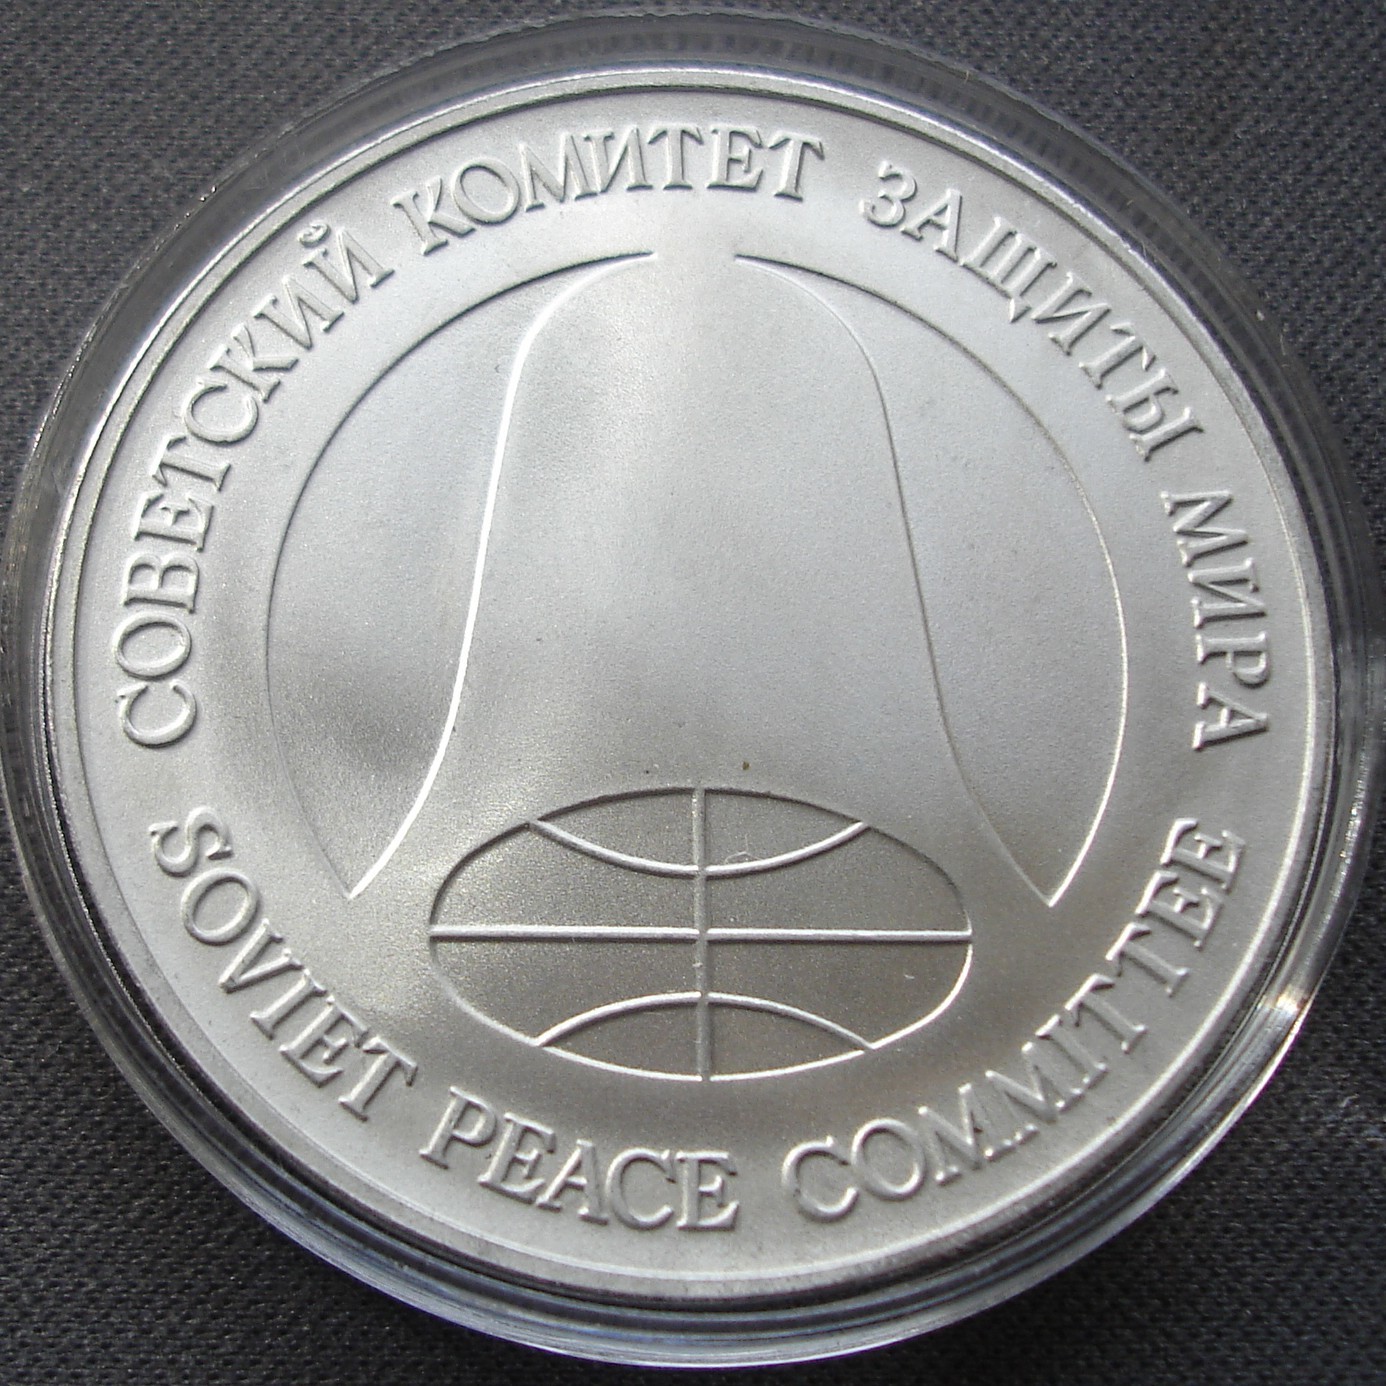 СОВЕТСКИЙ КОМИТЕТ ЗАЩИТЫ МИРА
SOVIET PEACE COMMITTEE